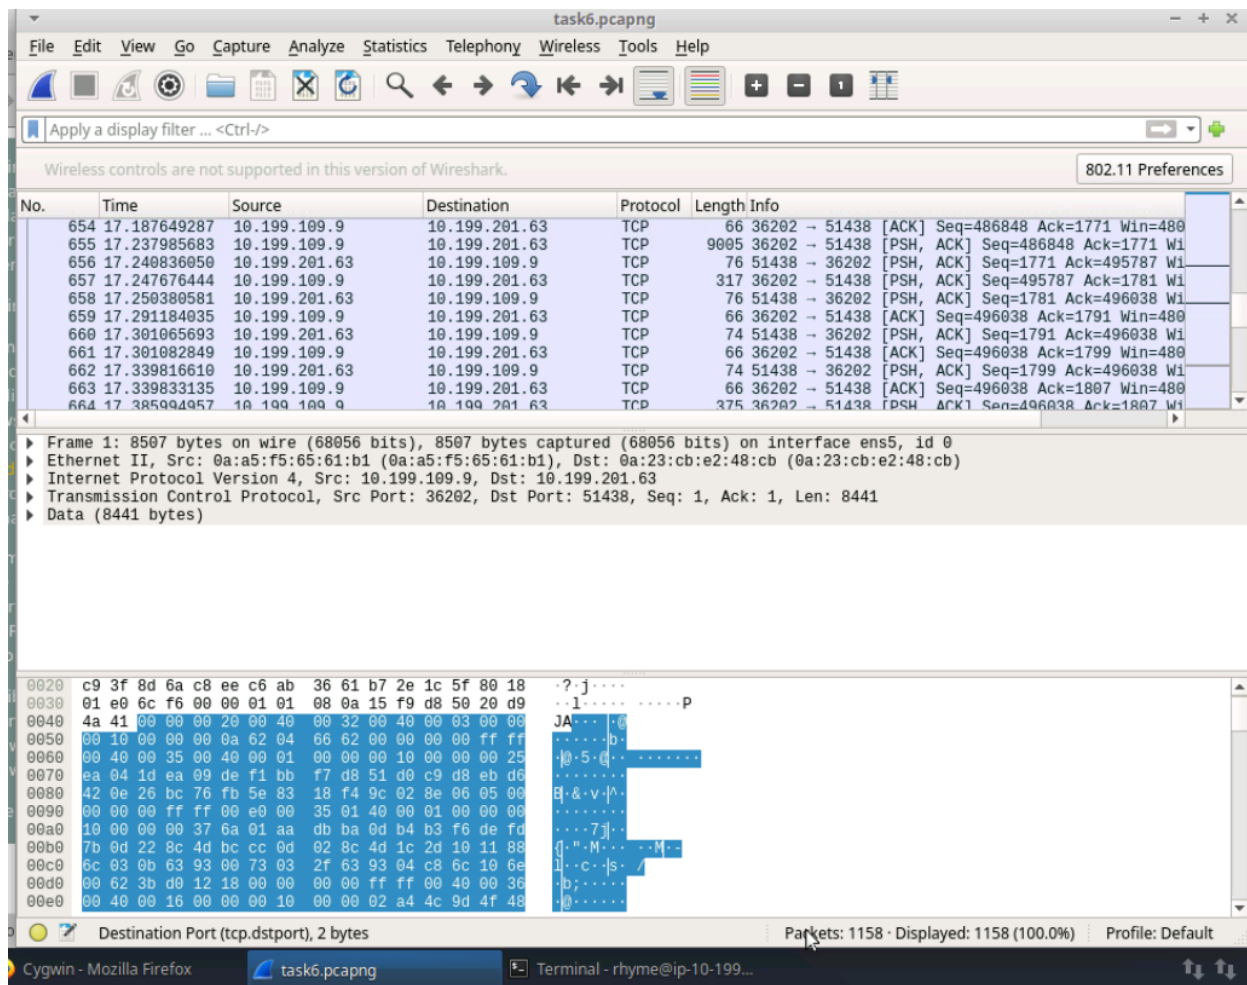 task6.pcapng
File Edit View Go Capture Analyze Statistics Telephony Wireless Tools Help
Apply a display filter ... <Ctrl-/>
Wireless controls are not supported in this version of Wireshark. 802.11 Preferences
No. Time Source Destination Protocol Length Info
654 17.187649287 10.199.109.9 10.199.201.63 TCP 66 36202 → 51438 [ACK] Seq=486848 Ack=1771 Win=480
655 17.237985683 10.199.109.9 10.199.201.63 TCP 9005 36202 → 51438 [PSH, ACK] Seq=486848 Ack=1771 Wi
656 17.240836050 10.199.201.63 10.199.109.9 TCP 76 51438 → 36202 [PSH, ACK] Seq=1771 Ack=495787 Wi
657 17.247676444 10.199.109.9 10.199.201.63 TCP 317 36202 → 51438 [PSH, ACK] Seq=495787 Ack=1781 Wi
658 17.250380581 10.199.201.63 10.199.109.9 TCP 76 51438 → 36202 [PSH, ACK] Seq=1781 Ack=496038 Wi
659 17.291184035 10.199.109.9 10.199.201.63 TCP 66 36202 → 51438 [ACK] Seq=496038 Ack=1791 Win=480
660 17.301065693 10.199.201.63 10.199.109.9 TCP 74 51438 → 36202 [PSH, ACK] Seq=1791 Ack=496038 Wi
661 17.301082849 10.199.109.9 10.199.201.63 TCP 66 36202 → 51438 [ACK] Seq=496038 Ack=1799 Win=480
662 17.339816610 10.199.201.63 10.199.109.9 TCP 74 51438 → 36202 [PSH, ACK] Seq=1799 Ack=496038 Wi
663 17.339833135 10.199.109.9 10.199.201.63 TCP 66 36202 → 51438 [ACK] Seq=496038 Ack=1807 Win=480
664 17.385994957 10.199.109.9 10.199.201.63 TCP 375 36202 → 51438 [PSH, ACK] Seq=496038 Ack=1807 Wi
Frame 1: 8507 bytes on wire (68056 bits), 8507 bytes captured (68056 bits) on interface ens5, id 0
Ethernet II, Src: 0a:a5:f5:65:61:b1 (0a:a5:f5:65:61:b1), Dst: 0a:23:cb:e2:48:cb (0a:23:cb:e2:48:cb)
Internet Protocol Version 4, Src: 10.199.109.9, Dst: 10.199.201.63
Transmission Control Protocol, Src Port: 36202, Dst Port: 51438, Seq: 1, Ack: 1, Len: 8441
Data (8441 bytes)
0020 c9 3f 8d 6a c8 ee c6 ab 36 61 b7 2e 1c 5f 80 18 ·?·j····
0030 01 e0 6c f6 00 00 01 01 08 0a 15 f9 d8 50 20 d9 ··l····· ·····P
0040 4a 41 00 00 00 20 00 40 00 32 00 40 00 03 00 00 JA··· ·@
0050 00 10 00 00 00 0a 62 04 66 62 00 00 00 00 ff ff ······b·
0060 00 40 00 35 00 40 00 01 00 00 00 10 00 00 00 25 ·@·5·@·· ·······
0070 ea 04 1d ea 09 de f1 bb f7 d8 51 d0 c9 d8 eb d6 ········
0080 42 0e 26 bc 76 fb 5e 83 18 f4 9c 02 8e 06 05 00 B·&·v·^·
0090 00 00 00 ff ff 00 e0 00 35 01 40 00 01 00 00 00 ········
00a0 10 00 00 00 37 6a 01 aa db ba 0d b4 b3 f6 de fd ····7j··
00b0 7b 0d 22 8c 4d bc cc 0d 02 8c 4d 1c 2d 10 11 88 {·"·M··· ··M·-
00c0 6c 03 0b 63 93 00 73 03 2f 63 93 04 c8 6c 10 6e l··c··s· /
00d0 00 62 3b d0 12 18 00 00 00 00 ff ff 00 40 00 36 ·b;·····
00e0 00 40 00 16 00 00 00 10 00 00 02 a4 4c 9d 4f 48 ·@······
Destination Port (tcp.dstport), 2 bytes Packets: 1158 · Displayed: 1158 (100.0%) Profile: Default
Cygwin - Mozilla Firefox task6.pcapng Terminal - rhyme@ip-10-199...